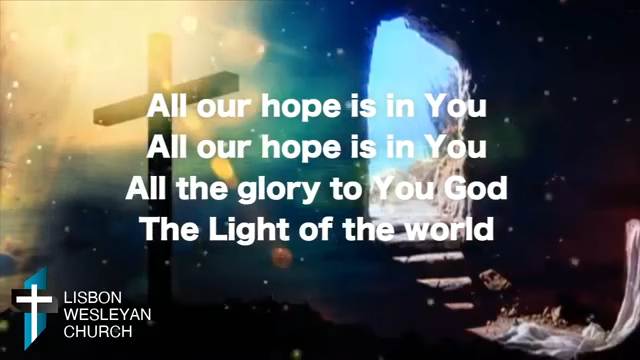 All our hope is in You
All our hope is in You
All the glory to You God
The Light of the world
LISBON
WESLEYAN
CHURCH